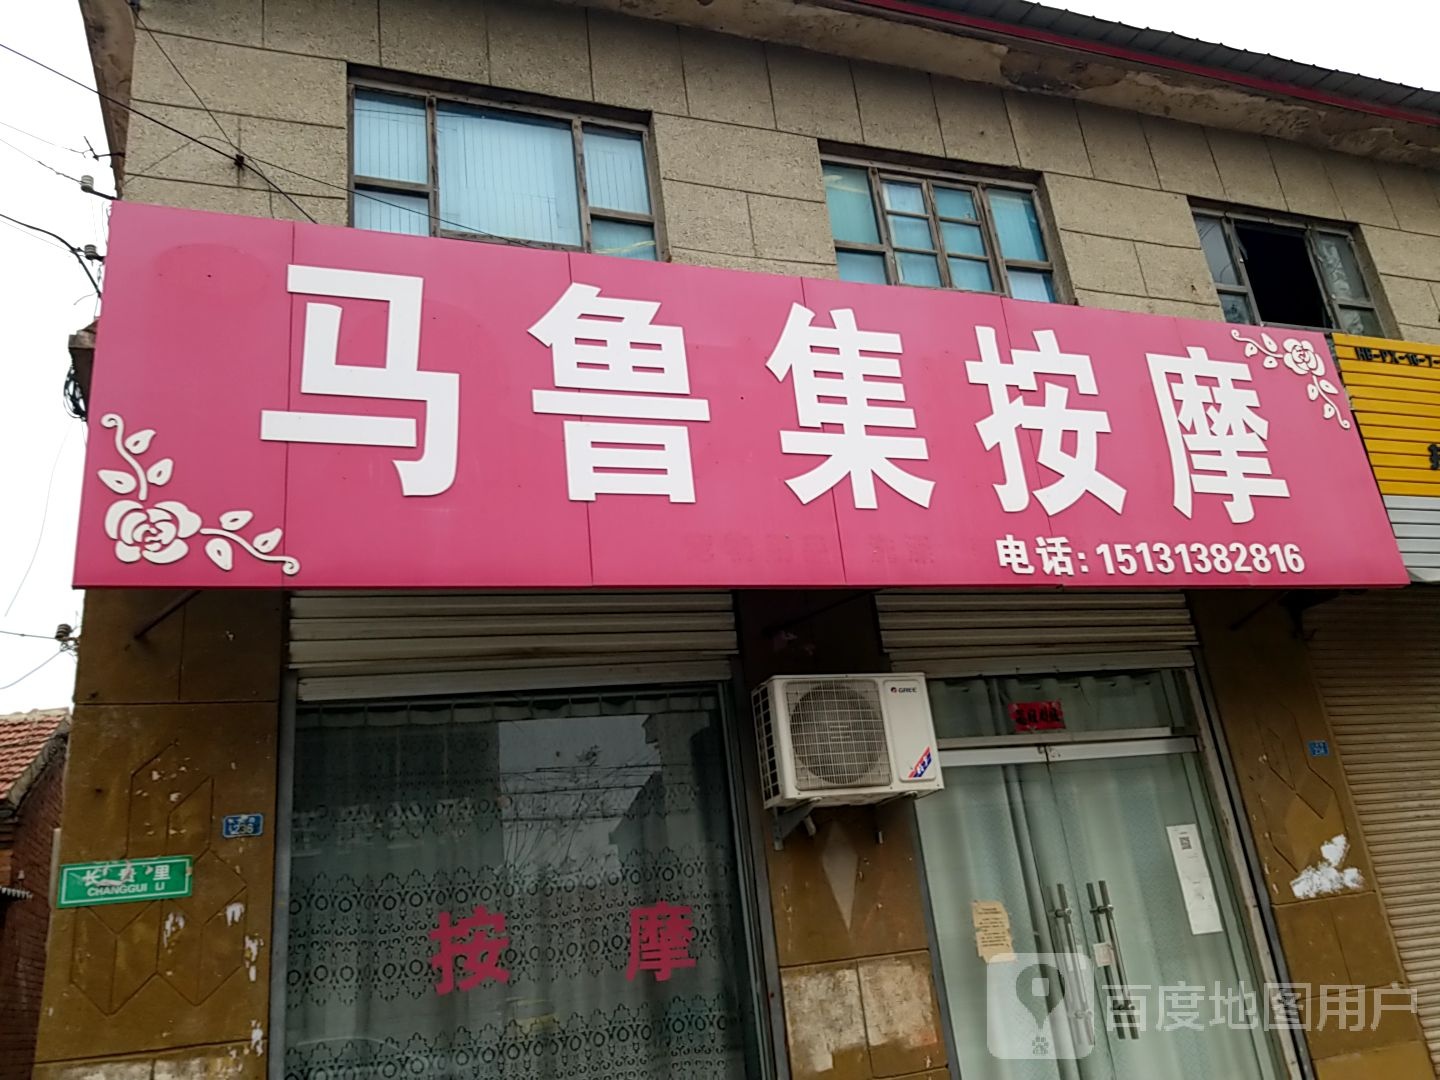 马鲁集按摩
电话: 15131382816
GREE
236
长贵里
CHANGGUI LI
按 摩
百度地图用户